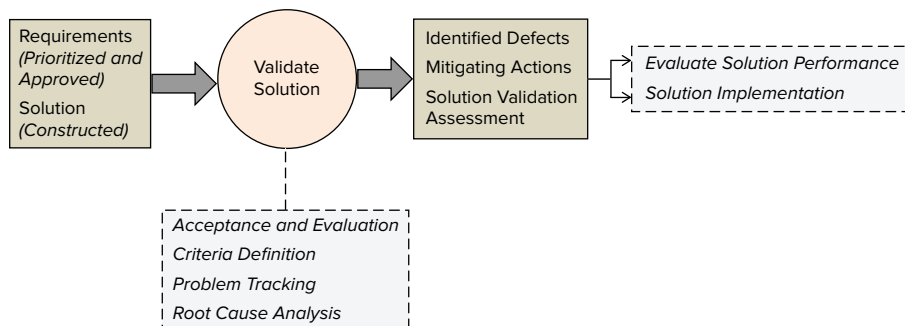 Requirements
(Prioritized and
Approved)
Solution
(Constructed)
Validate
Solution
Identified Defects
Mitigating Actions
Solution Validation
Assessment
Evaluate Solution Performance
Solution Implementation
Acceptance and Evaluation
Criteria Definition
Problem Tracking
Root Cause Analysis